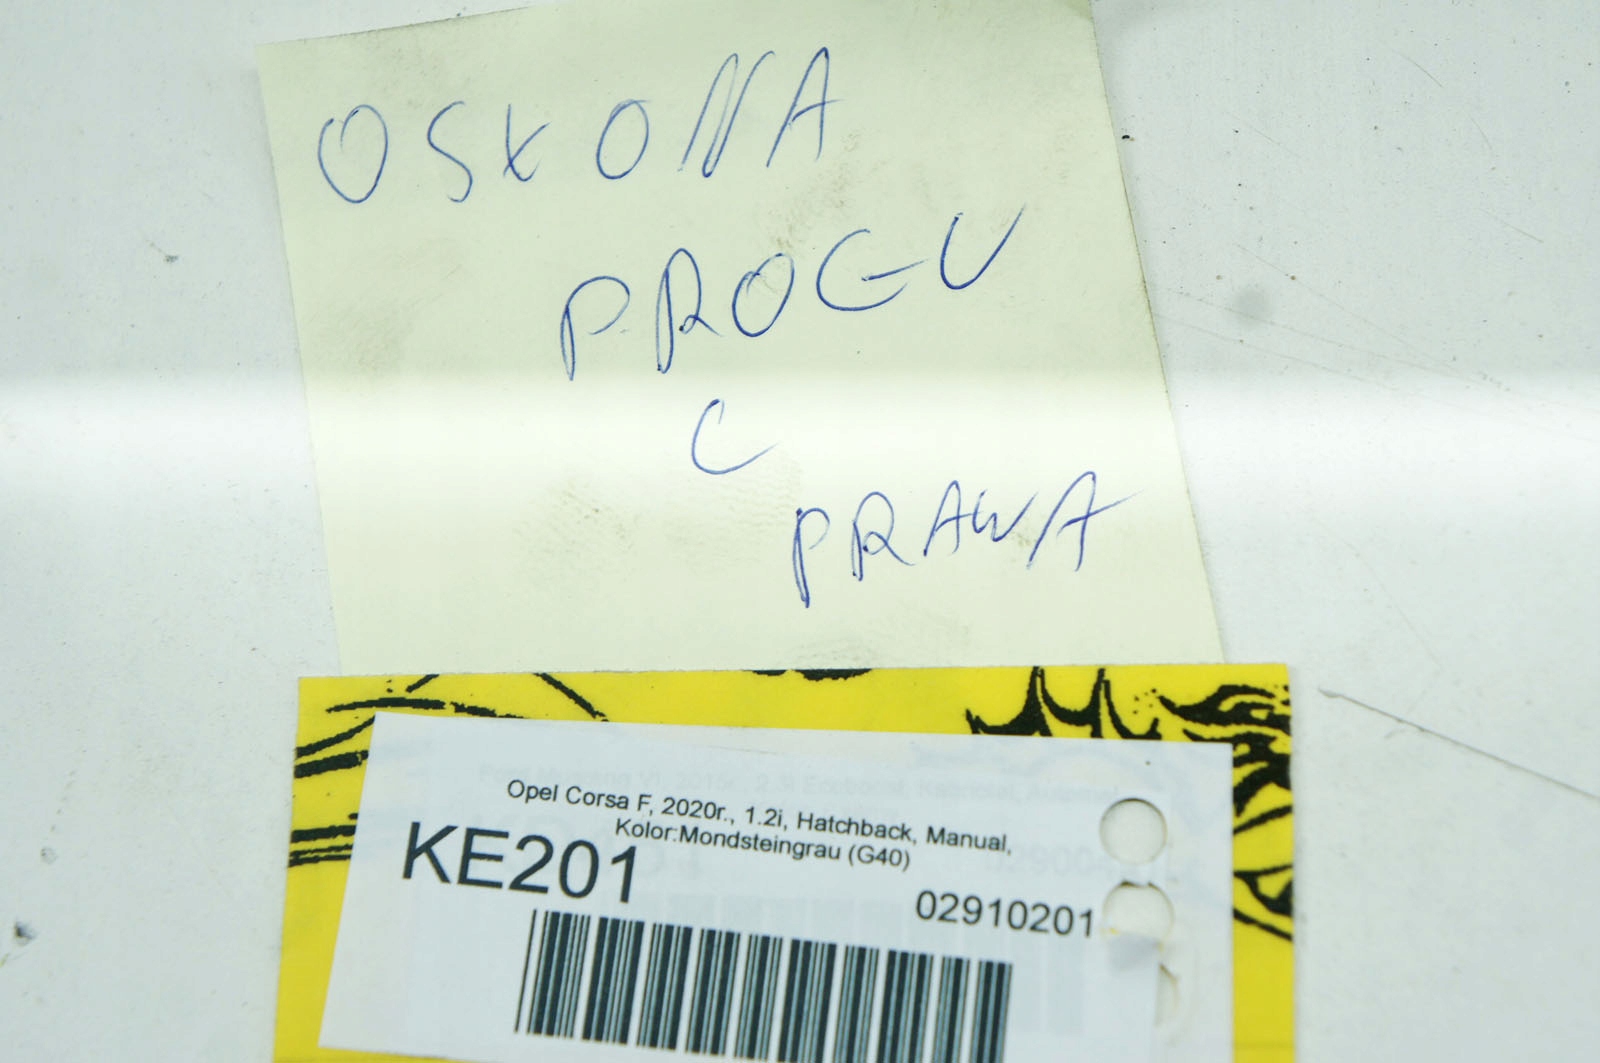 OSŁONA
PROGU
C
PRAWA
Opel Corsa F, 2020r., 1.2i, Hatchback, Manual,
Kolor:Mondsteingrau (G40)
KE201
02910201